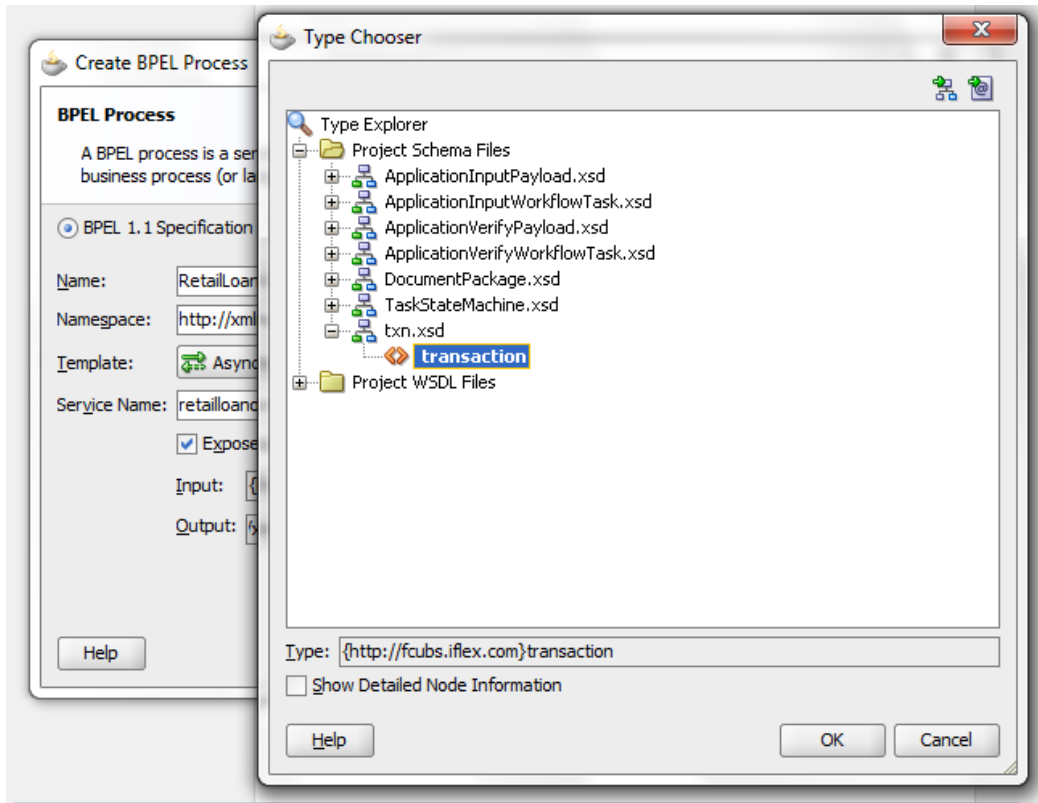 Create BPEL Process
BPEL Process
A BPEL process is a ser
business process (or la
BPEL 1.1 Specification
Name: RetailLoan
Namespace: http://xml
Template: Async
Service Name: retailloano
Expose
Input: {
Output:
Help
Type Chooser
Type Explorer
Project Schema Files
ApplicationInputPayload.xsd
ApplicationInputWorkflowTask.xsd
ApplicationVerifyPayload.xsd
ApplicationVerifyWorkflowTask.xsd
DocumentPackage.xsd
TaskStateMachine.xsd
txn.xsd
transaction
Project WSDL Files
Type: {http://fcubs.iflex.com}transaction
Show Detailed Node Information
Help OK Cancel